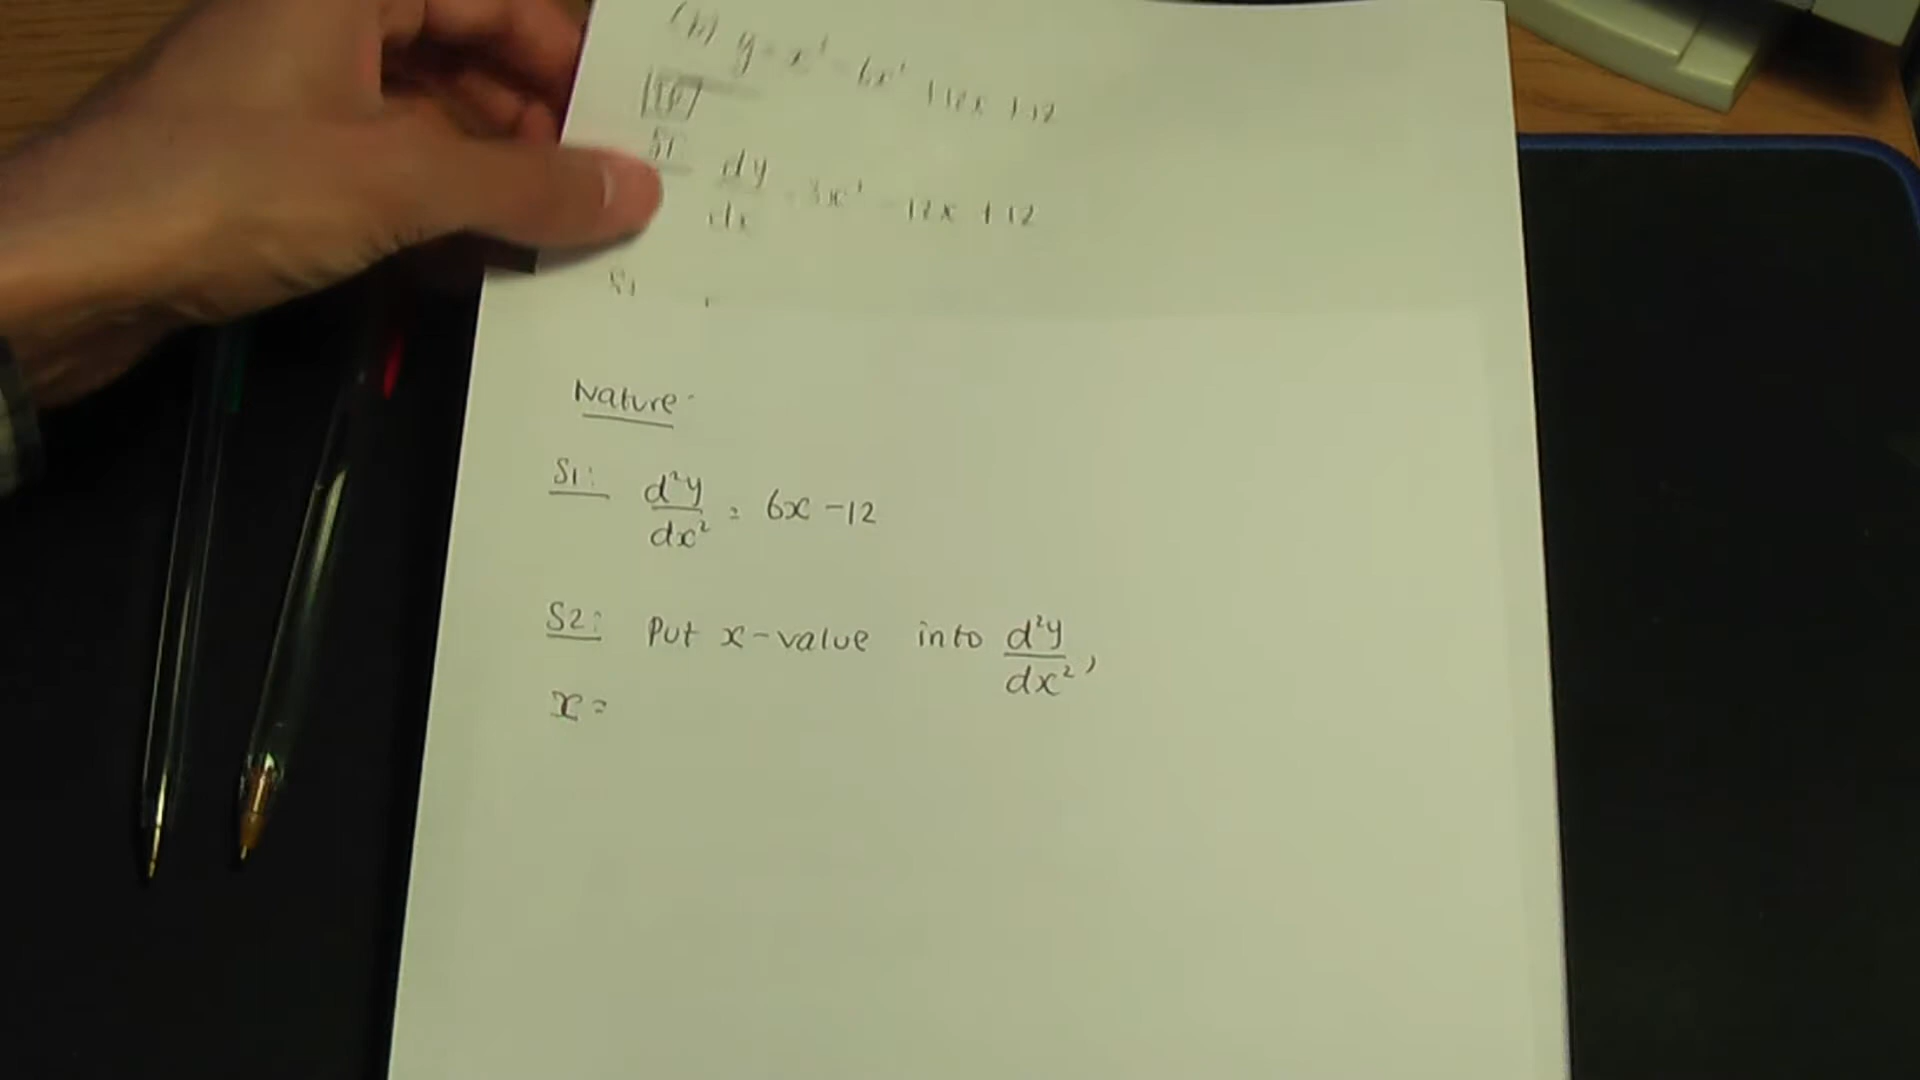 (b) y = x³ - 6x² + 12x + 12
S1 dy/dx = 3x² - 12x + 12
Nature:
S1: d²y/dx² = 6x - 12
S2: Put x-value into d²y/dx²,
x =